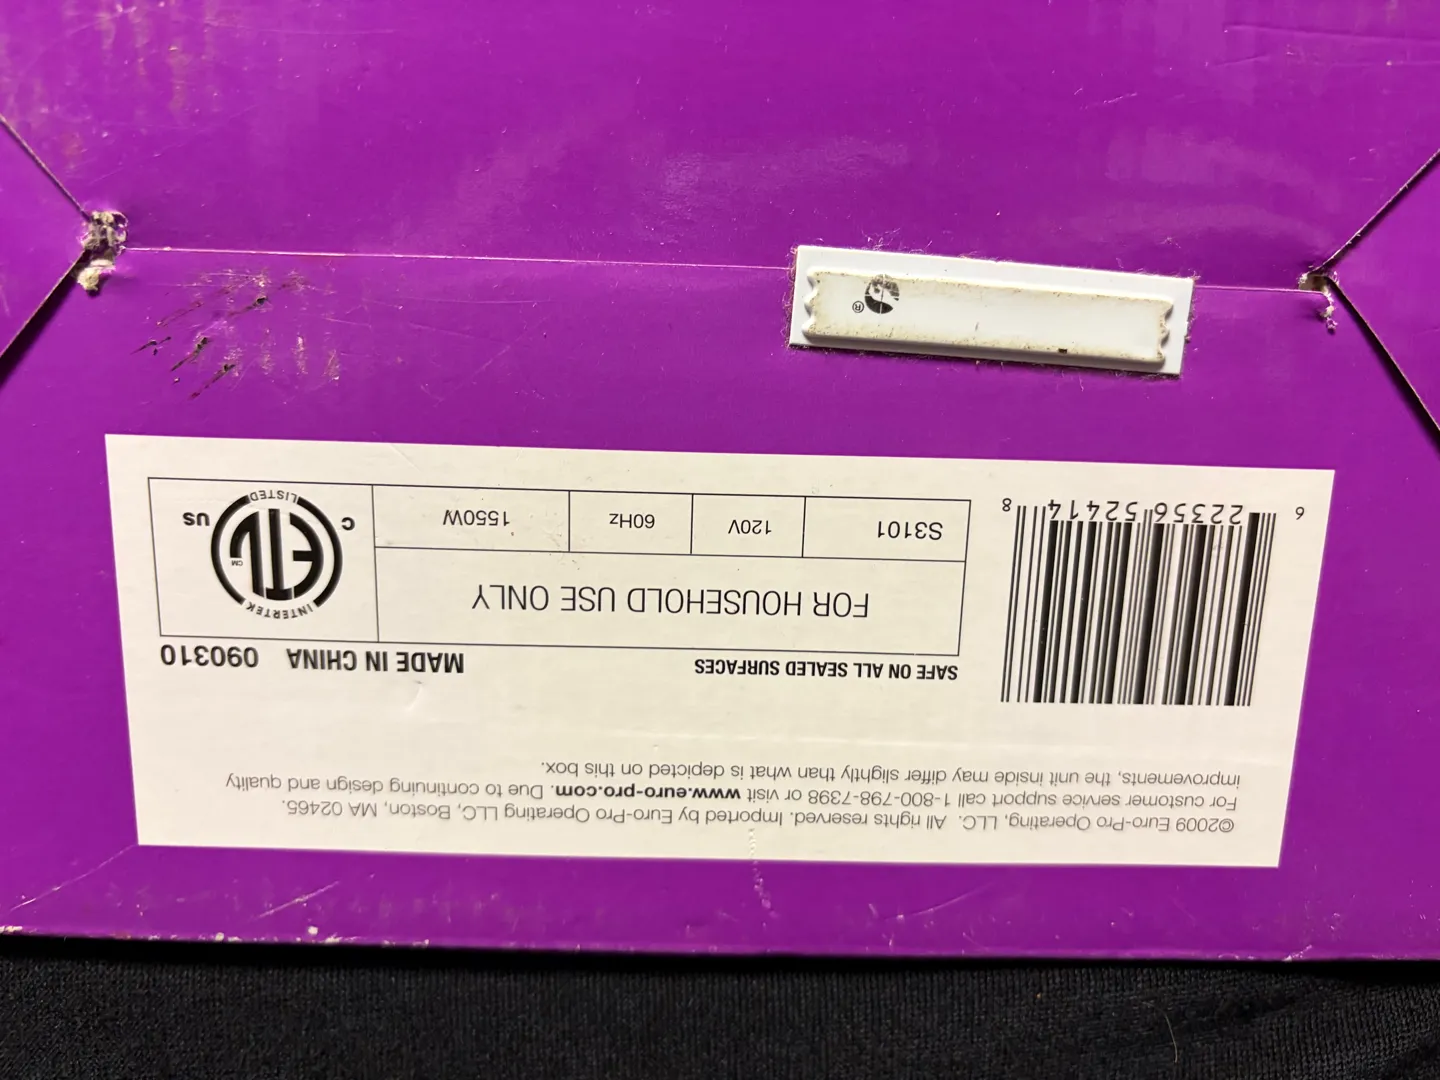 ©2009 Euro-Pro Operating, LLC. All rights reserved. Imported by Euro-Pro Operating LLC, Boston, MA 02465.
For customer service support call 1-800-798-7398 or visit www.euro-pro.com. Due to continuing design and quality
improvements, the unit inside may differ slightly than what is depicted on this box.
SAFE ON ALL SEALED SURFACES MADE IN CHINA 090310
FOR HOUSEHOLD USE ONLY
S3101 120V 60Hz 1550W
INTERTEK
ETL CM
C US
LISTED
6 22356 52414 8
®